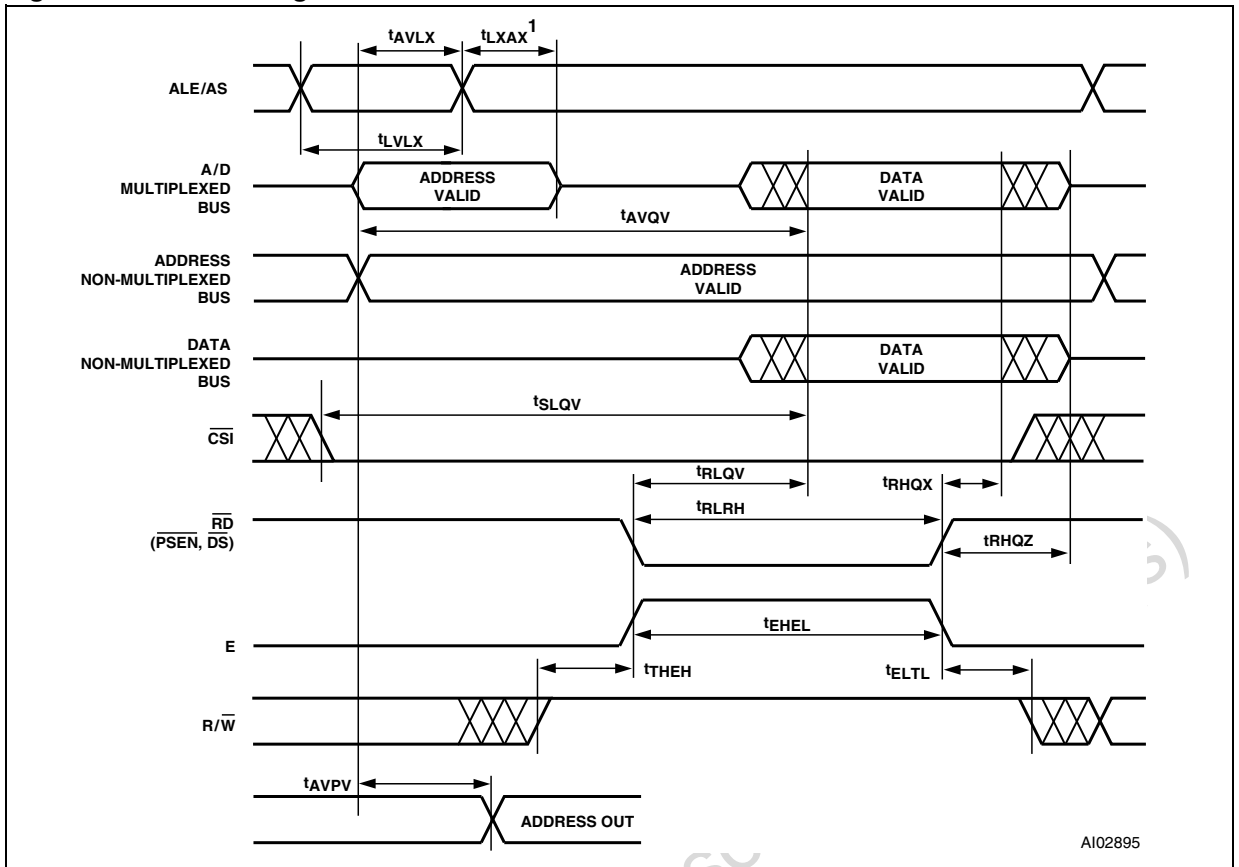 tAVLX tLXAX1
ALE/AS
tLVLX
A/D
MULTIPLEXED
BUS
ADDRESS
VALID
DATA
VALID
tAVQV
ADDRESS
NON-MULTIPLEXED
BUS
ADDRESS
VALID
DATA
NON-MULTIPLEXED
BUS
DATA
VALID
tSLQV
CSI
tRLQV tRHQX
tRLRH
RD
(PSEN, DS)
tRHQZ
tEHEL
E
tTHEH tELTL
R/W
tAVPV
ADDRESS OUT
AI02895